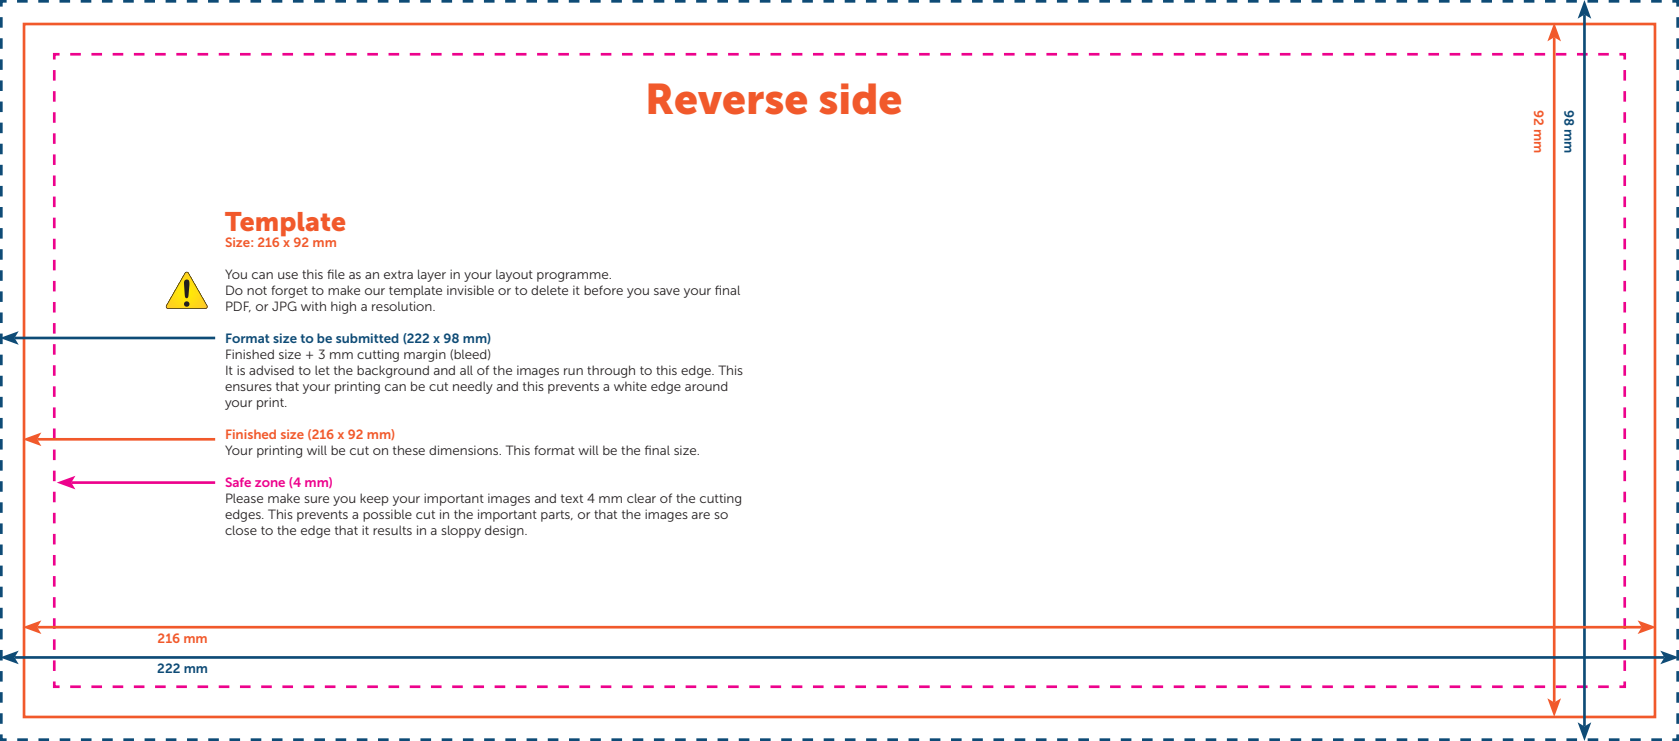 Reverse side
92 mm
98 mm
Template
Size: 216 x 92 mm
You can use this file as an extra layer in your layout programme.
Do not forget to make our template invisible or to delete it before you save your final
PDF, or JPG with high a resolution.
Format size to be submitted (222 x 98 mm)
Finished size + 3 mm cutting margin (bleed)
It is advised to let the background and all of the images run through to this edge. This
ensures that your printing can be cut needly and this prevents a white edge around
your print.
Finished size (216 x 92 mm)
Your printing will be cut on these dimensions. This format will be the final size.
Safe zone (4 mm)
Please make sure you keep your important images and text 4 mm clear of the cutting
edges. This prevents a possible cut in the important parts, or that the images are so
close to the edge that it results in a sloppy design.
216 mm
222 mm